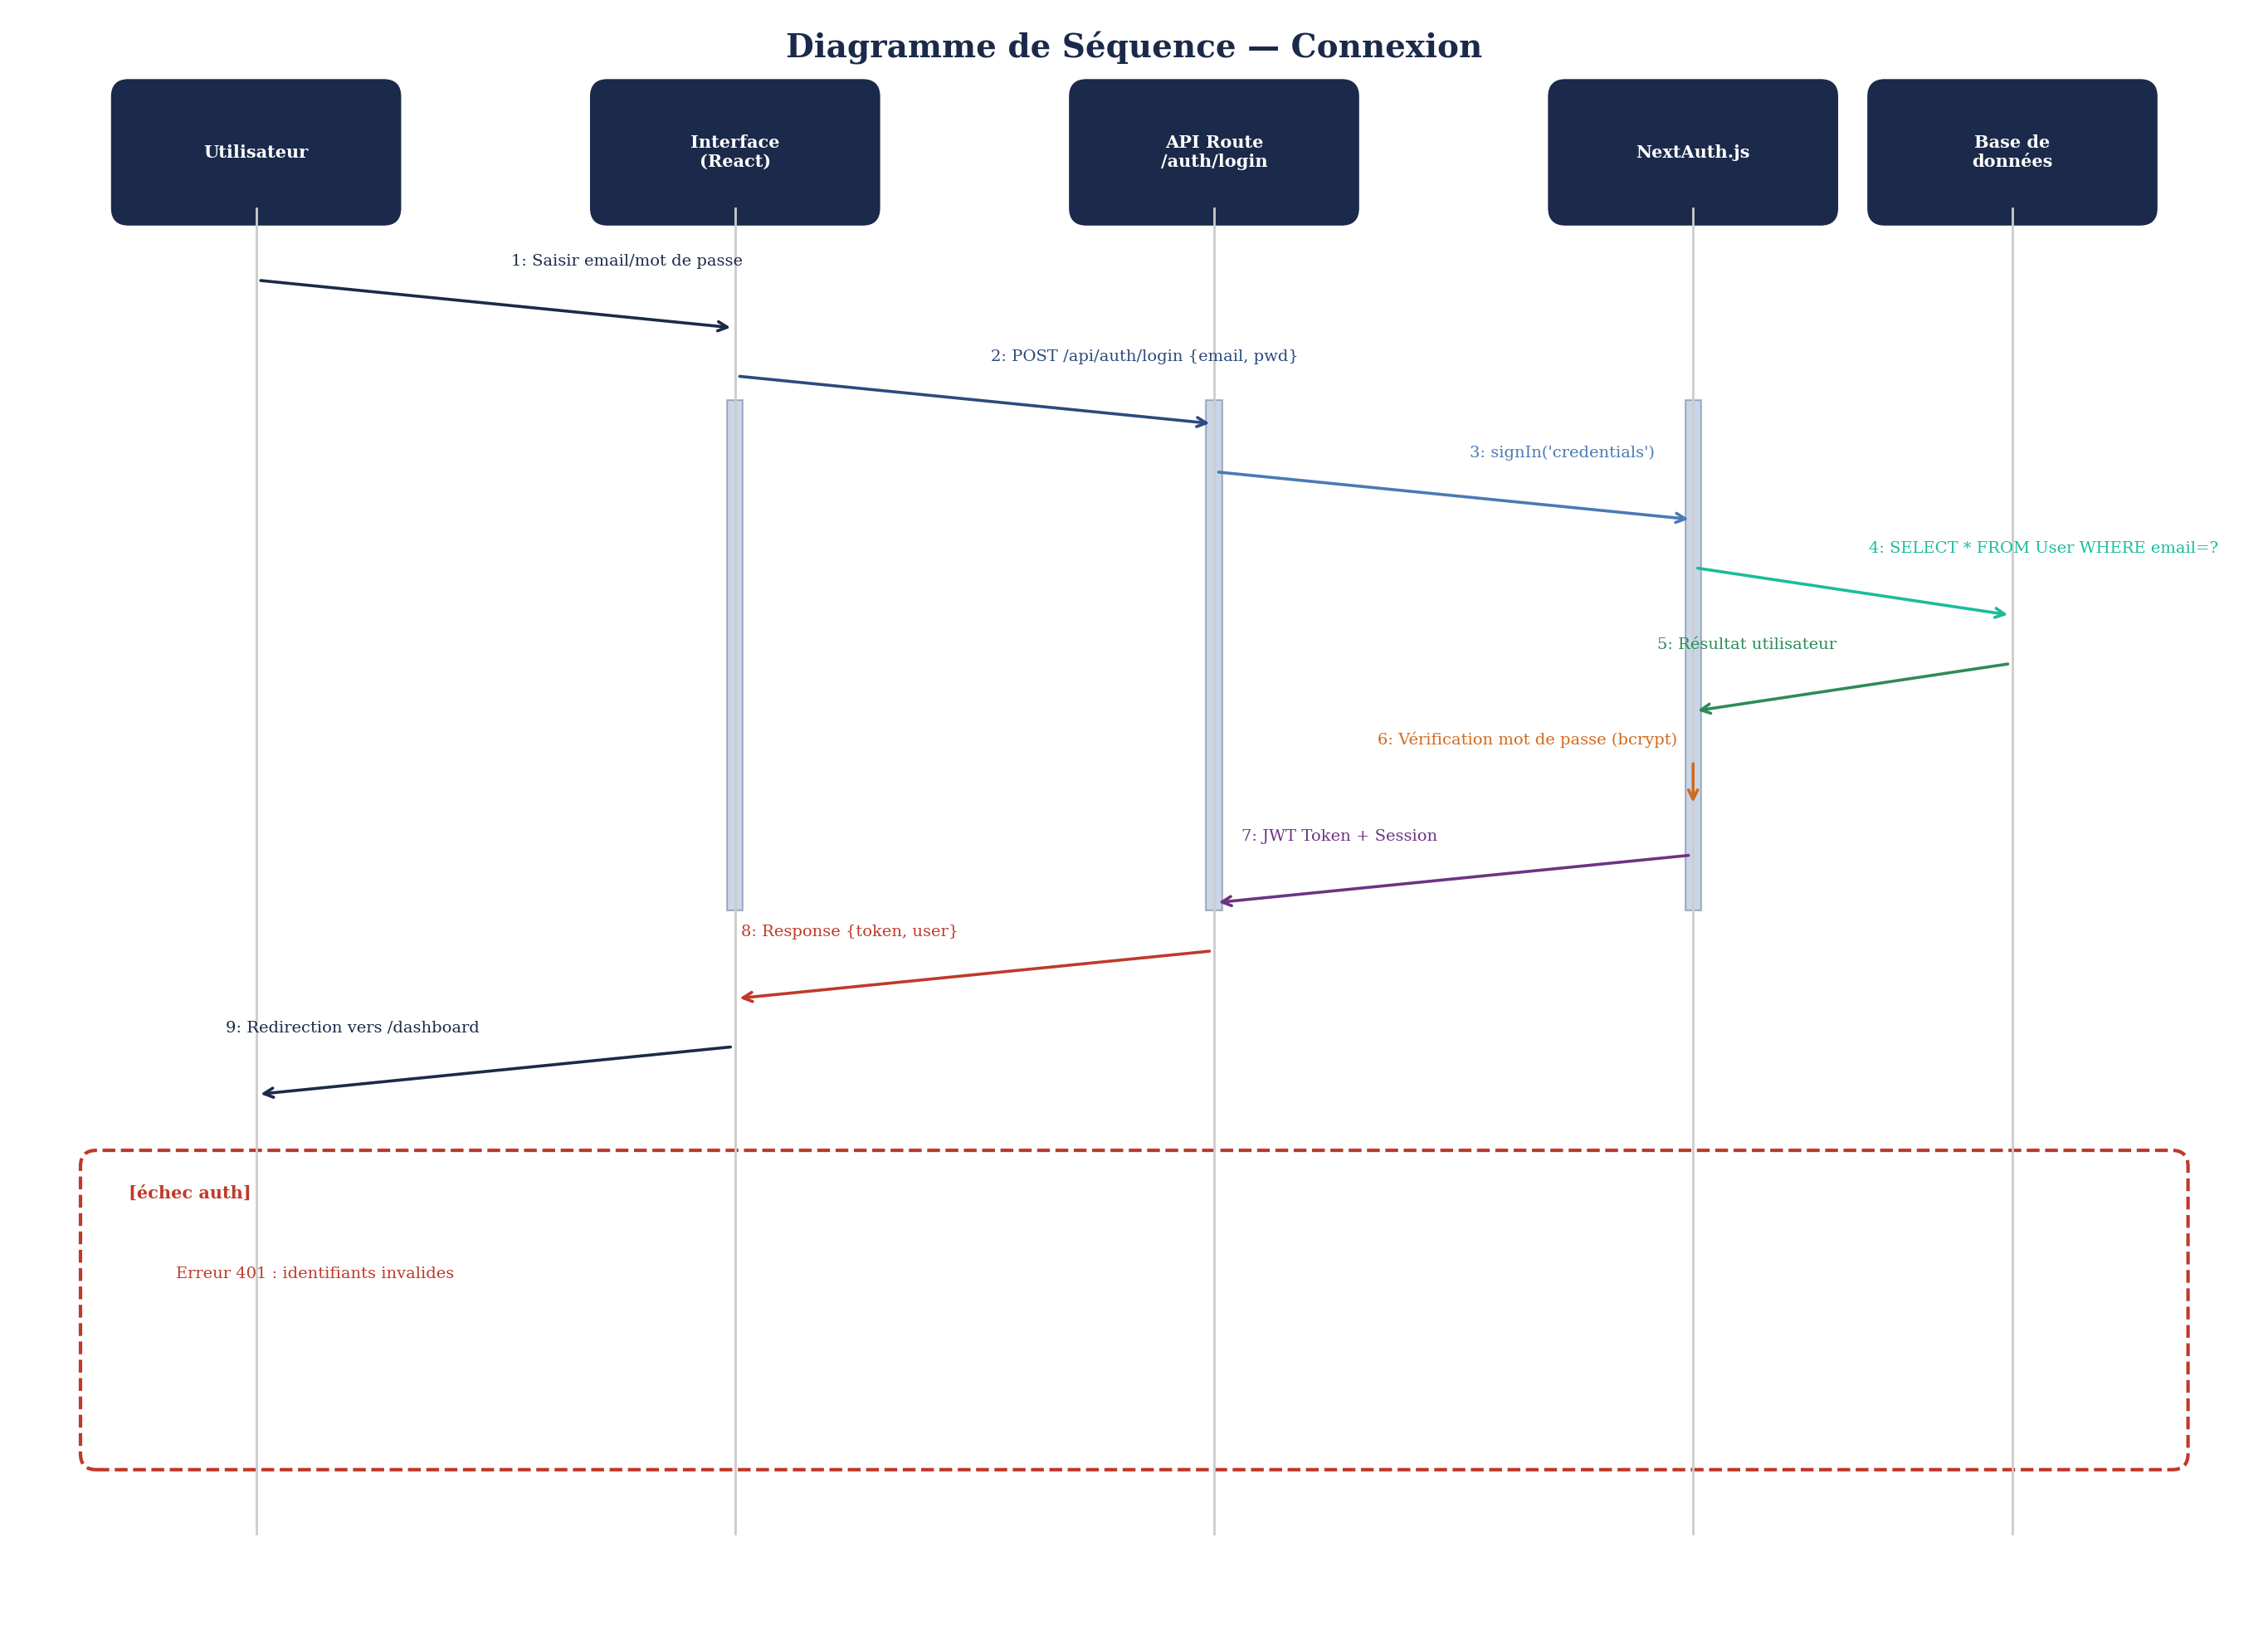 Diagramme de Séquence — Connexion
Utilisateur
Interface
(React)
API Route
/auth/login
NextAuth.js
Base de
données
1: Saisir email/mot de passe
2: POST /api/auth/login {email, pwd}
3: signIn('credentials')
4: SELECT * FROM User WHERE email=?
5: Résultat utilisateur
6: Vérification mot de passe (bcrypt)
7: JWT Token + Session
8: Response {token, user}
9: Redirection vers /dashboard
[échec auth]
Erreur 401 : identifiants invalides